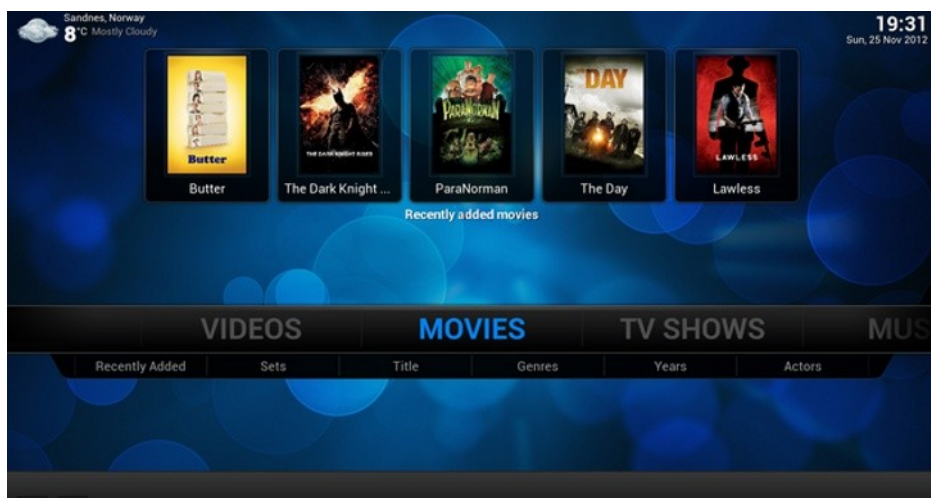 Sandnes, Norway
8°C Mostly Cloudy
19:31
Sun, 25 Nov 2012
Butter
THE DARK KNIGHT RISES
PARANORMAN
THE DAY
LAWLESS
Butter
The Dark Knight ...
ParaNorman
The Day
Lawless
Recently added movies
VIDEOS
MOVIES
TV SHOWS
MUS
Recently Added
Sets
Title
Genres
Years
Actors